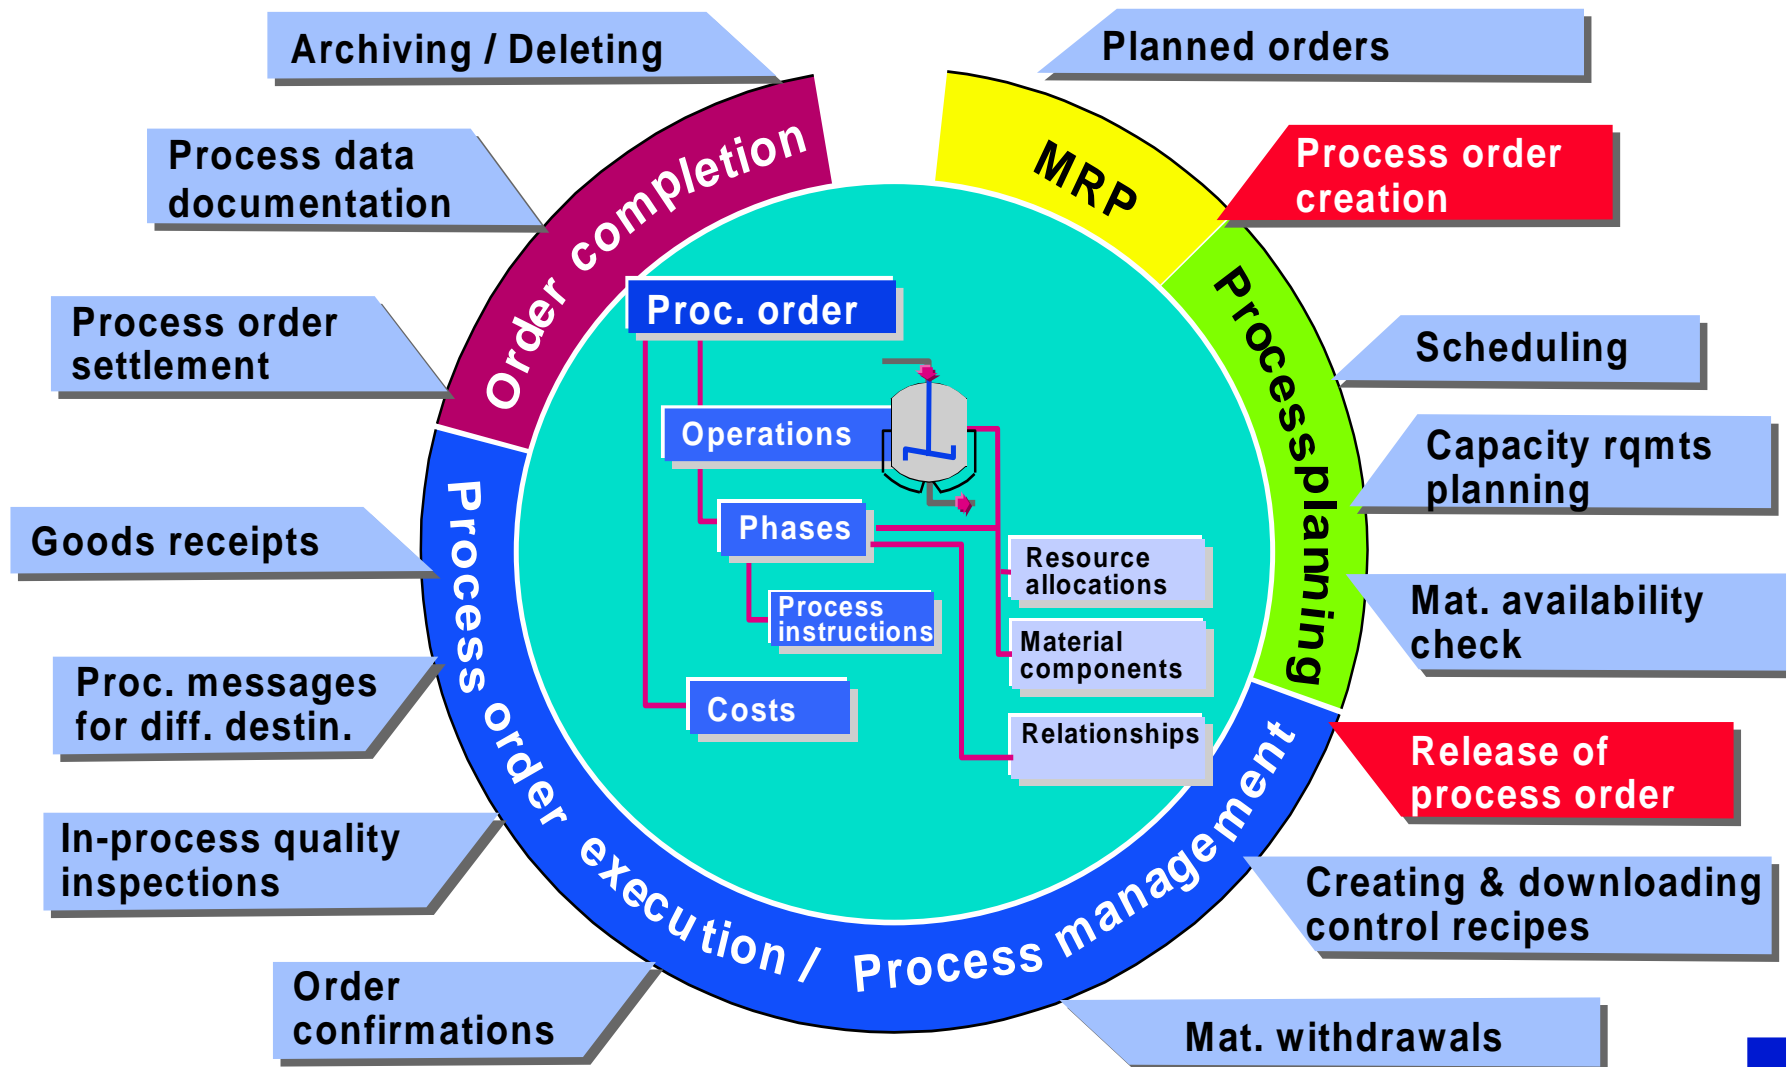 Archiving / Deleting
Planned orders
Process data
documentation
Process order
creation
Order completion
MRP
Process order
settlement
Processplanning
Scheduling
Proc. order
Operations
Capacity rqmts
planning
Goods receipts
Phases
Resource
allocations
Mat. availability
check
Process
instructions
Material
components
Proc. messages
for diff. destin.
Costs
Relationships
Release of
process order
In-process quality
inspections
Process order execution / Process management
Creating & downloading
control recipes
Order
confirmations
Mat. withdrawals